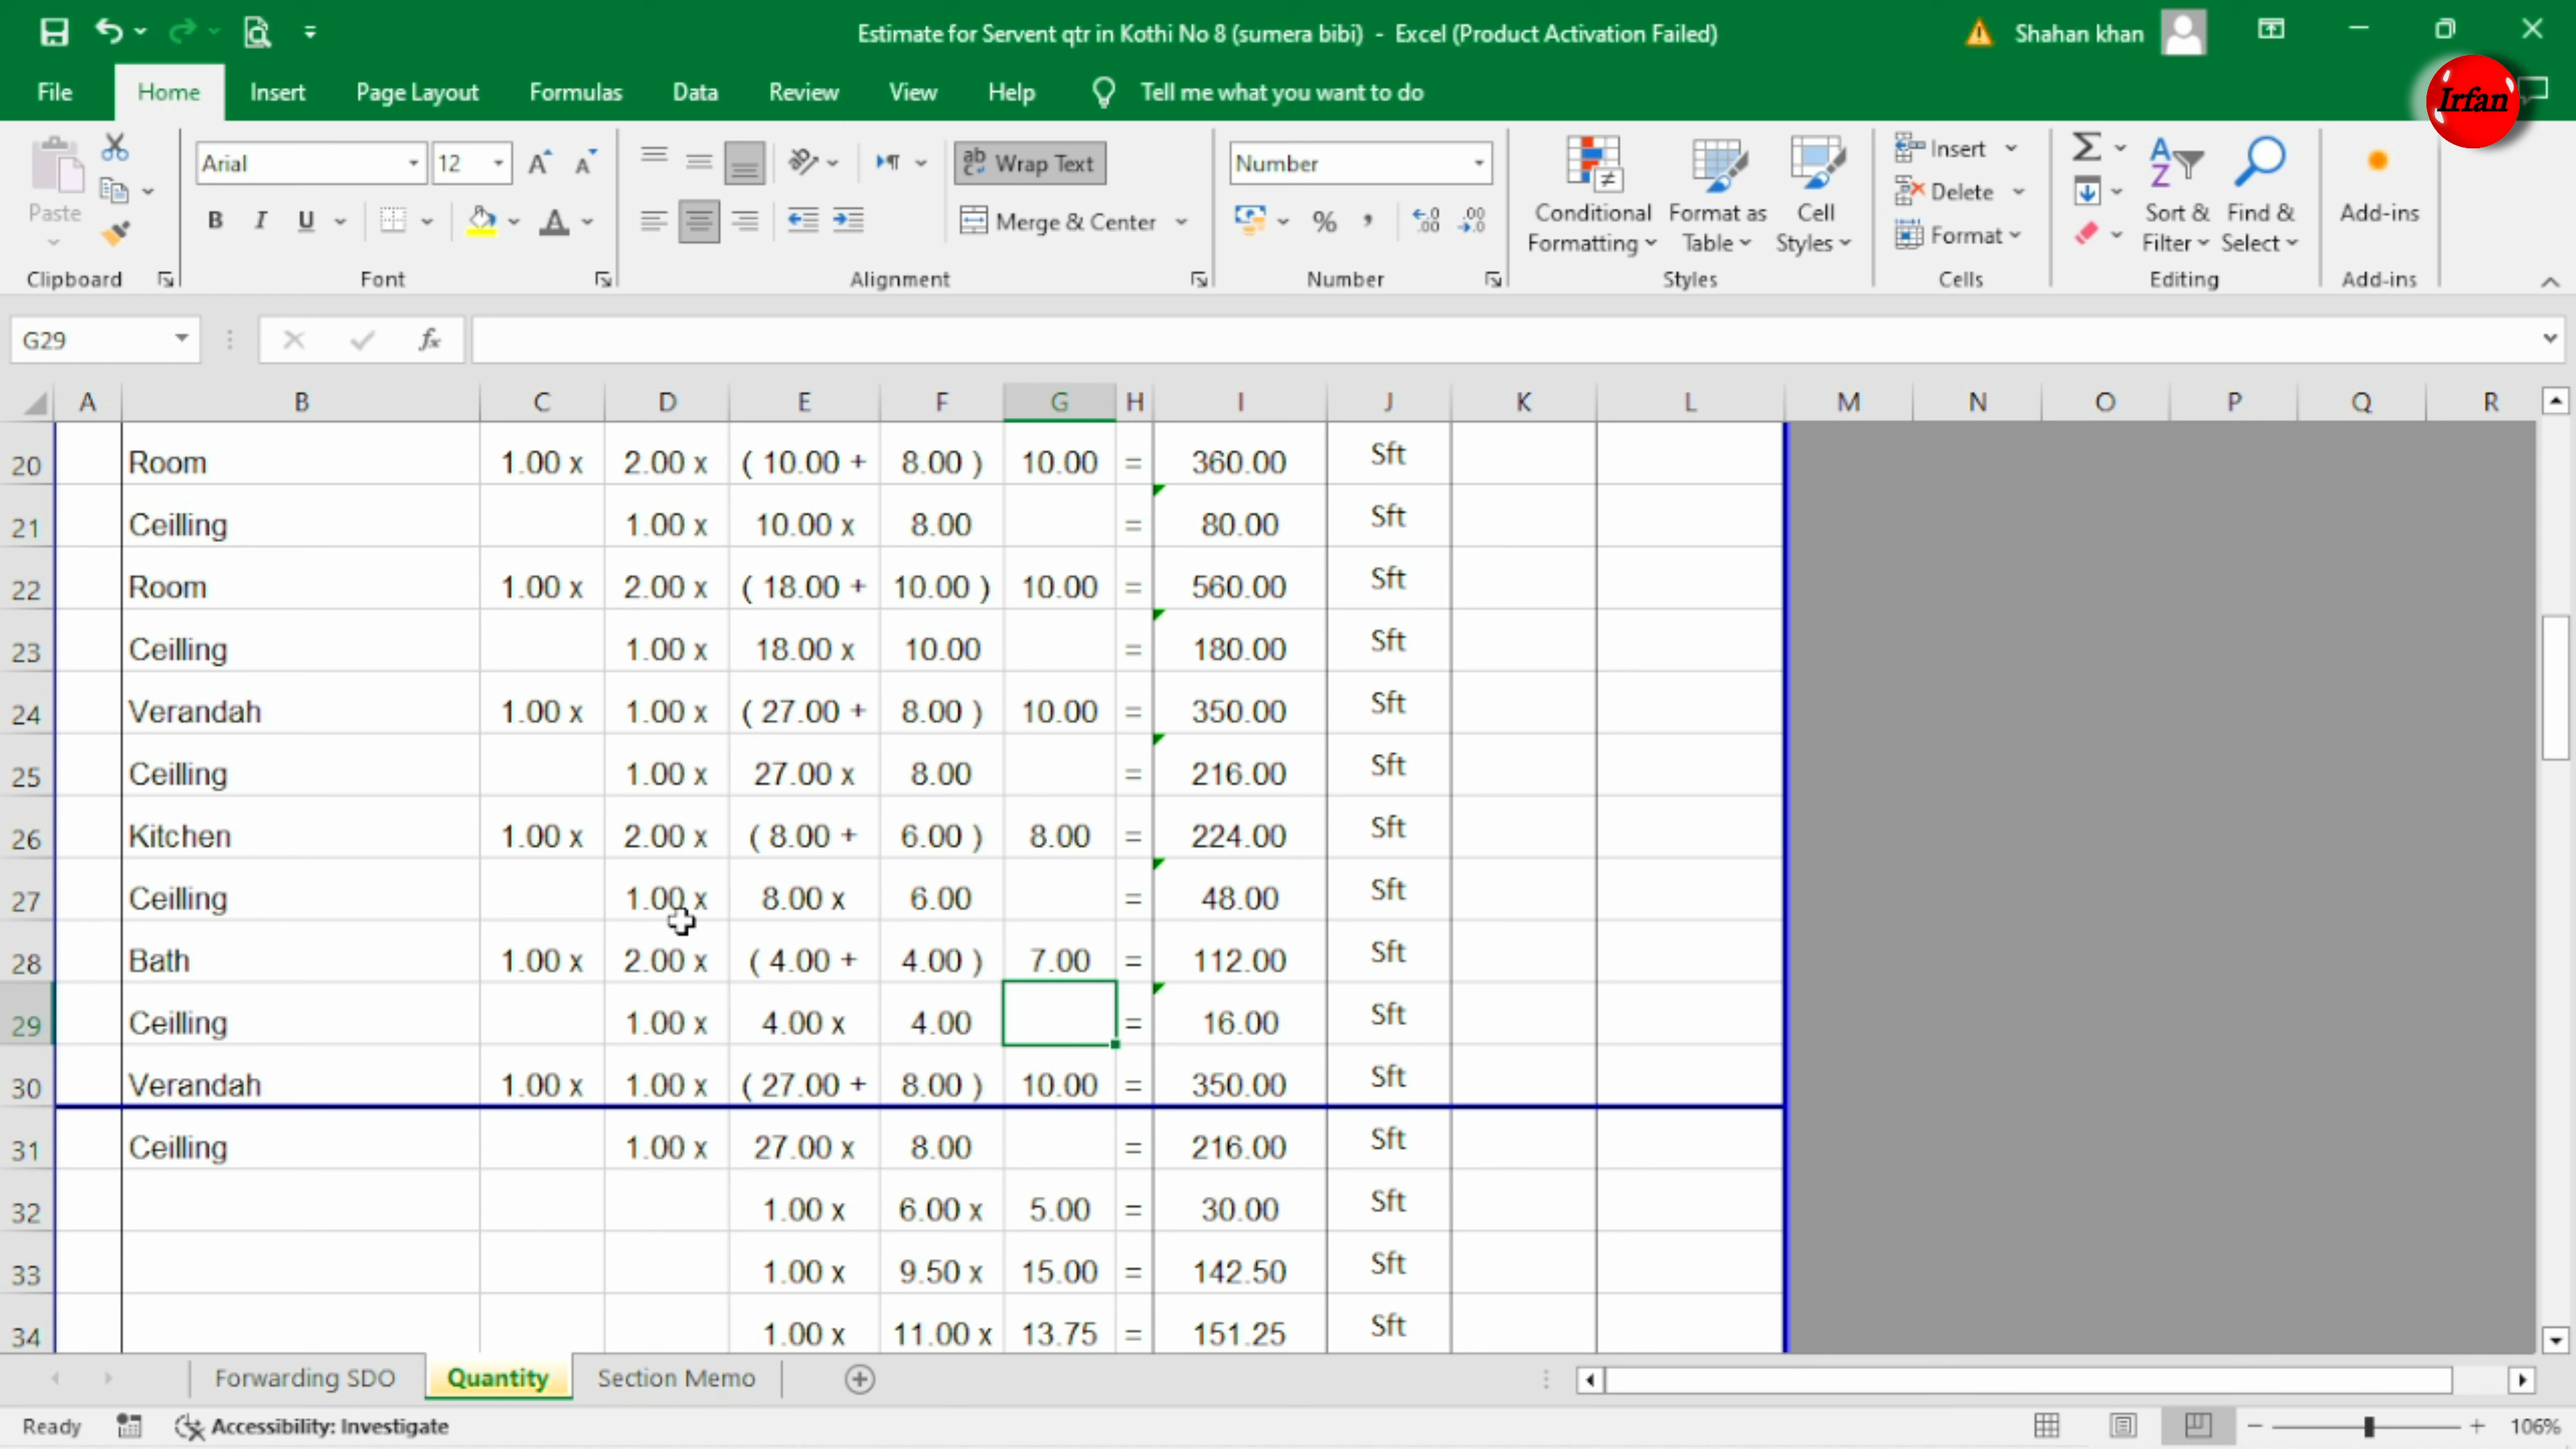 Estimate for Servent qtr in Kothi No 8 (sumera bibi) - Excel (Product Activation Failed)
Shahan khan
File Home Insert Page Layout Formulas Data Review View Help Tell me what you want to do
Irfan
Paste
Arial 12
Wrap Text
Merge & Center
Number
Conditional Formatting
Format as Table
Cell Styles
Insert
Delete
Format
Sort & Filter
Find & Select
Add-ins
Clipboard Font Alignment Number Styles Cells Editing Add-ins
G29 fx
A B C D E F G H I J K L M N O P Q R
20 Room 1.00 x 2.00 x ( 10.00 + 8.00 ) 10.00 = 360.00 Sft
21 Ceilling 1.00 x 10.00 x 8.00 = 80.00 Sft
22 Room 1.00 x 2.00 x ( 18.00 + 10.00 ) 10.00 = 560.00 Sft
23 Ceilling 1.00 x 18.00 x 10.00 = 180.00 Sft
24 Verandah 1.00 x 1.00 x ( 27.00 + 8.00 ) 10.00 = 350.00 Sft
25 Ceilling 1.00 x 27.00 x 8.00 = 216.00 Sft
26 Kitchen 1.00 x 2.00 x ( 8.00 + 6.00 ) 8.00 = 224.00 Sft
27 Ceilling 1.00 x 8.00 x 6.00 = 48.00 Sft
28 Bath 1.00 x 2.00 x ( 4.00 + 4.00 ) 7.00 = 112.00 Sft
29 Ceilling 1.00 x 4.00 x 4.00 = 16.00 Sft
30 Verandah 1.00 x 1.00 x ( 27.00 + 8.00 ) 10.00 = 350.00 Sft
31 Ceilling 1.00 x 27.00 x 8.00 = 216.00 Sft
32 1.00 x 6.00 x 5.00 = 30.00 Sft
33 1.00 x 9.50 x 15.00 = 142.50 Sft
34 1.00 x 11.00 x 13.75 = 151.25 Sft
Forwarding SDO Quantity Section Memo
Ready Accessibility: Investigate 106%